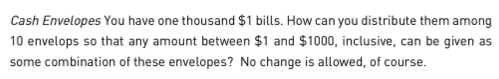 Cash Envelopes You have one thousand $1 bills. How can you distribute them among
10 envelops so that any amount between $1 and $1000, inclusive, can be given as
some combination of these envelopes? No change is allowed, of course.